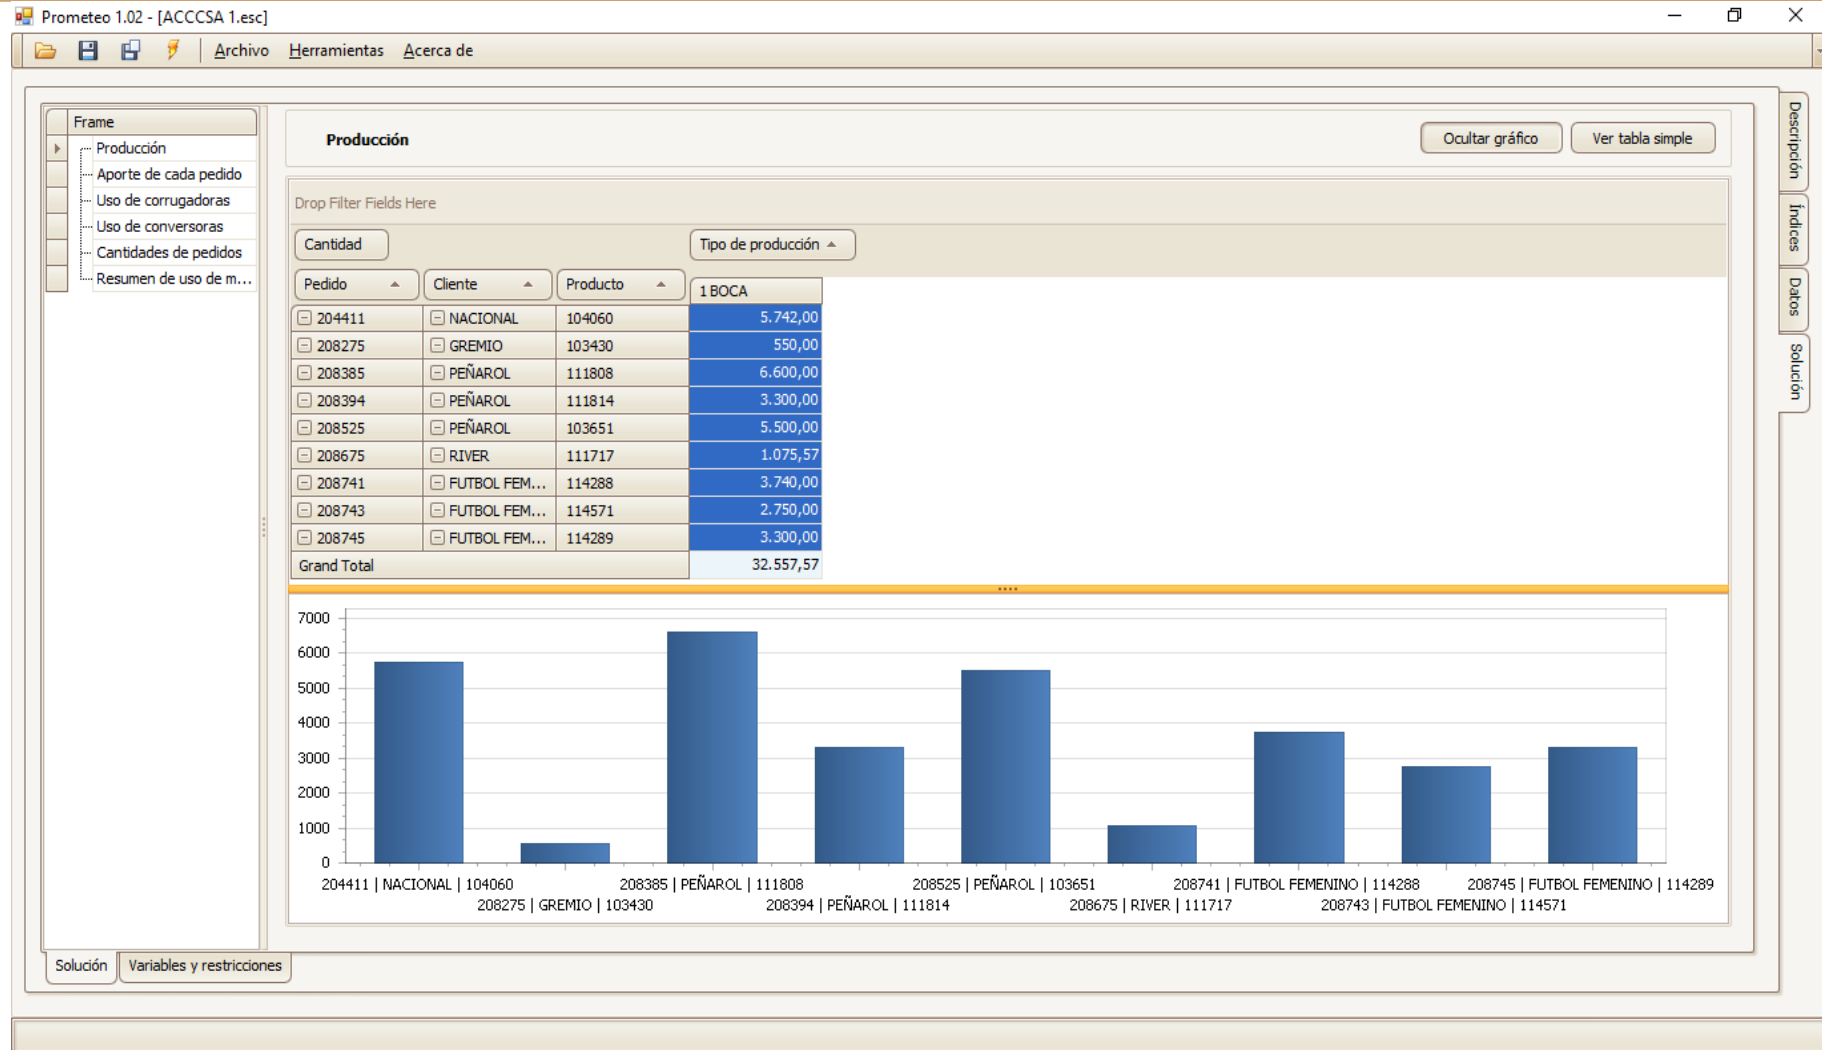 Prometeo 1.02 - [ACCCSA 1.esc]
Archivo Herramientas Acerca de
Frame
Producción
Aporte de cada pedido
Uso de corrugadoras
Uso de conversoras
Cantidades de pedidos
Resumen de uso de m...
Producción
Ocultar gráfico Ver tabla simple
Drop Filter Fields Here
Cantidad Tipo de producción
Pedido Cliente Producto 1 BOCA
204411 NACIONAL 104060 5.742,00
208275 GREMIO 103430 550,00
208385 PEÑAROL 111808 6.600,00
208394 PEÑAROL 111814 3.300,00
208525 PEÑAROL 103651 5.500,00
208675 RIVER 111717 1.075,57
208741 FUTBOL FEM... 114288 3.740,00
208743 FUTBOL FEM... 114571 2.750,00
208745 FUTBOL FEM... 114289 3.300,00
Grand Total 32.557,57
7000
6000
5000
4000
3000
2000
1000
0
204411 | NACIONAL | 104060 208385 | PEÑAROL | 111808 208525 | PEÑAROL | 103651 208741 | FUTBOL FEMENINO | 114288 208745 | FUTBOL FEMENINO | 114289
208275 | GREMIO | 103430 208394 | PEÑAROL | 111814 208675 | RIVER | 111717 208743 | FUTBOL FEMENINO | 114571
Solución Variables y restricciones
Descripción
Índices
Datos
Solución